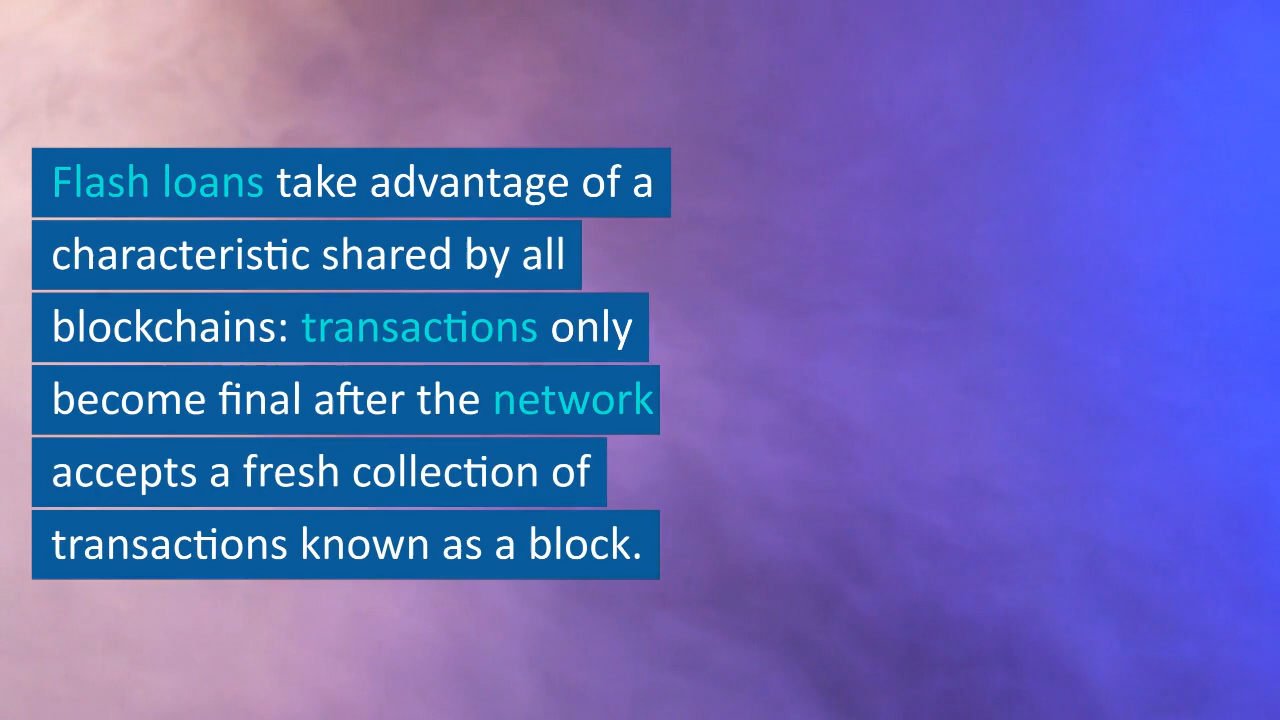 Flash loans take advantage of a
characteristic shared by all
blockchains: transactions only
become final after the network
accepts a fresh collection of
transactions known as a block.